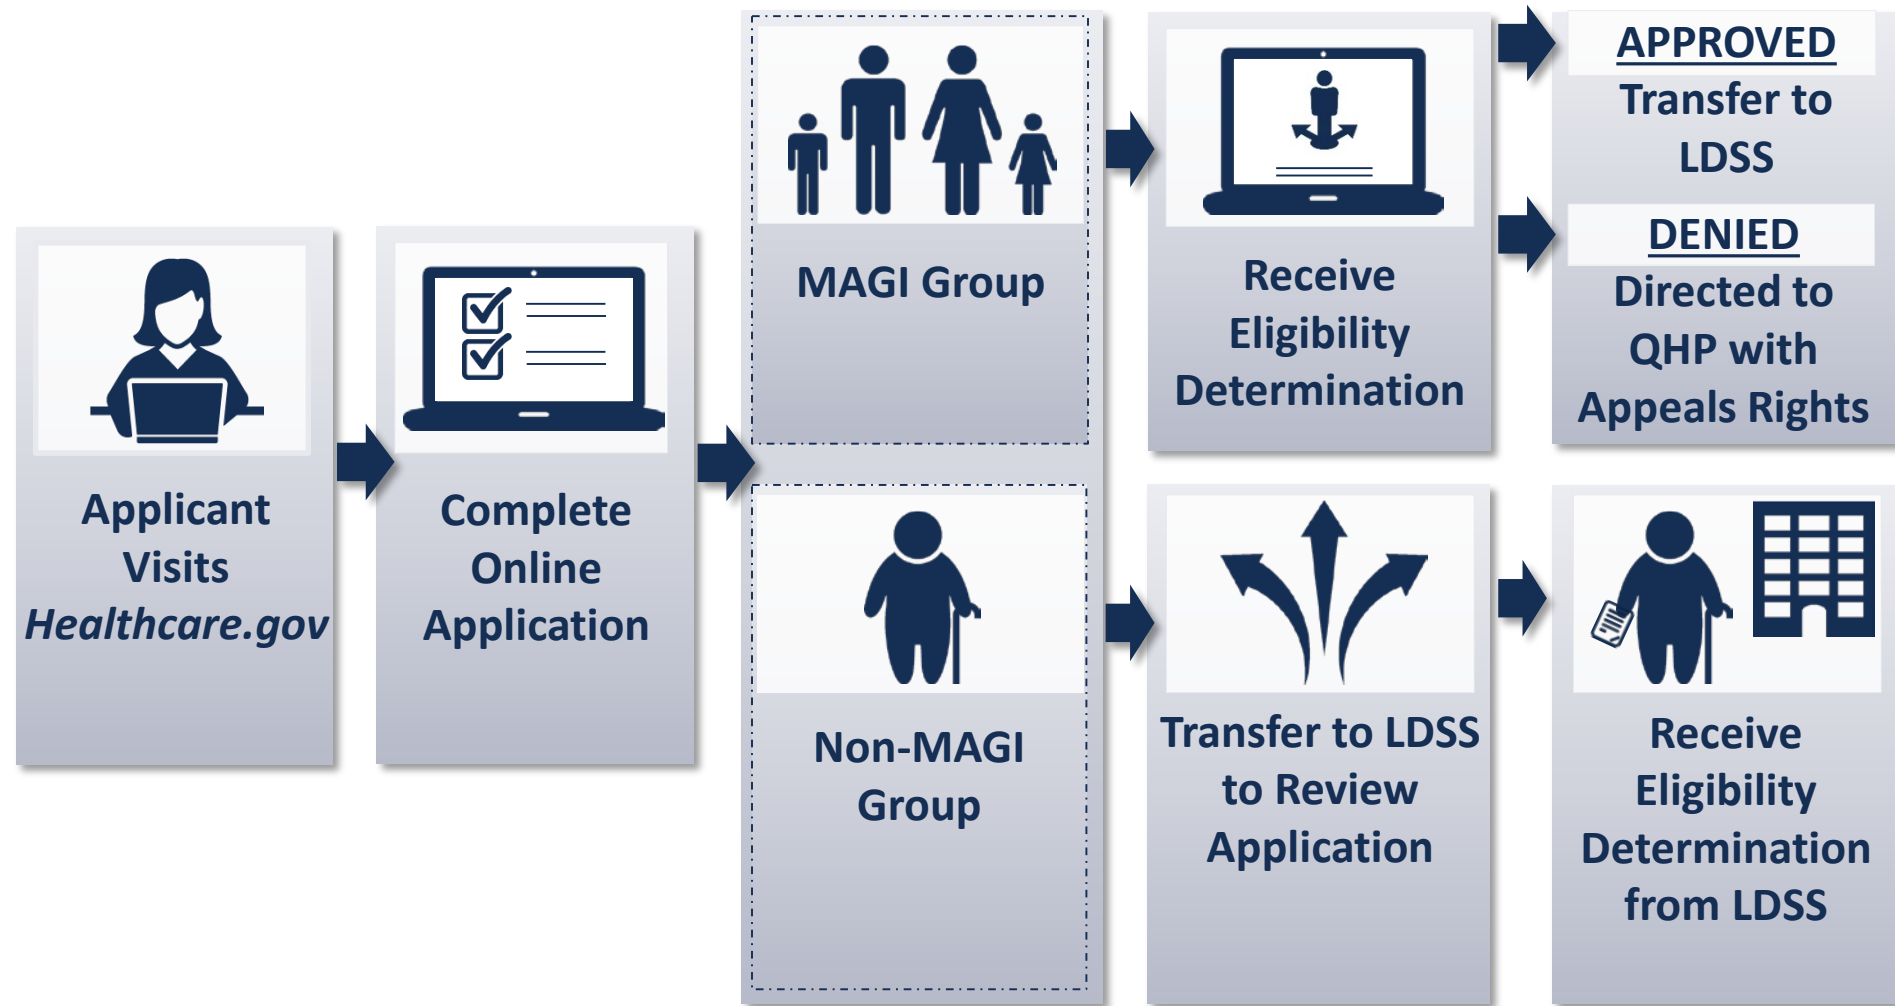 Applicant
Visits
Healthcare.gov
Complete
Online
Application
MAGI Group
Receive
Eligibility
Determination
APPROVED
Transfer to
LDSS
DENIED
Directed to
QHP with
Appeals Rights
Non-MAGI
Group
Transfer to LDSS
to Review
Application
Receive
Eligibility
Determination
from LDSS